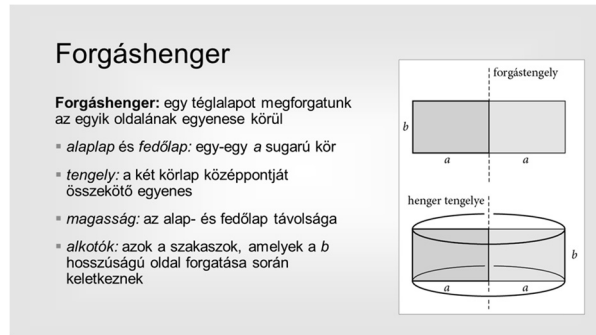 Forgáshenger
Forgáshenger: egy téglalapot megforgatunk
az egyik oldalának egyenese körül
▪ alaplap és fedőlap: egy-egy a sugarú kör
▪ tengely: a két körlap középpontját
összekötő egyenes
▪ magasság: az alap- és fedőlap távolsága
▪ alkotók: azok a szakaszok, amelyek a b
hosszúságú oldal forgatása során
keletkeznek
forgástengely
b
a a
henger tengelye
b
a a